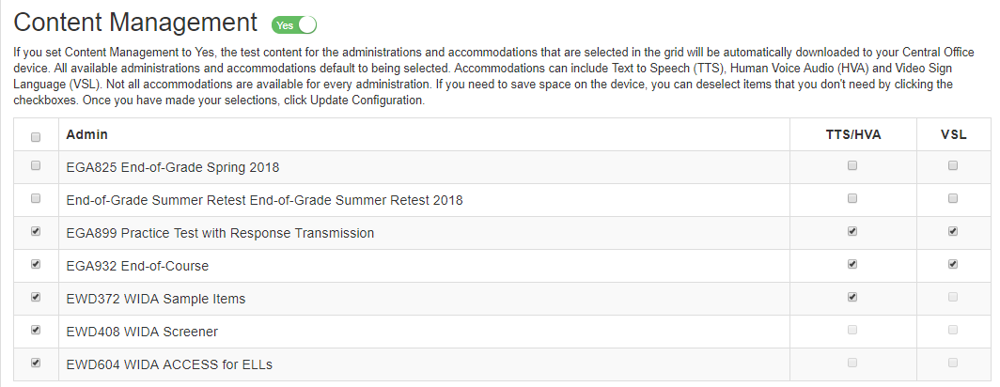 Content Management Yes
If you set Content Management to Yes, the test content for the administrations and accommodations that are selected in the grid will be automatically downloaded to your Central Office
device. All available administrations and accommodations default to being selected. Accommodations can include Text to Speech (TTS), Human Voice Audio (HVA) and Video Sign
Language (VSL). Not all accommodations are available for every administration. If you need to save space on the device, you can deselect items that you don't need by clicking the
checkboxes. Once you have made your selections, click Update Configuration.
Admin TTS/HVA VSL
EGA825 End-of-Grade Spring 2018
End-of-Grade Summer Retest End-of-Grade Summer Retest 2018
EGA899 Practice Test with Response Transmission
EGA932 End-of-Course
EWD372 WIDA Sample Items
EWD408 WIDA Screener
EWD604 WIDA ACCESS for ELLs